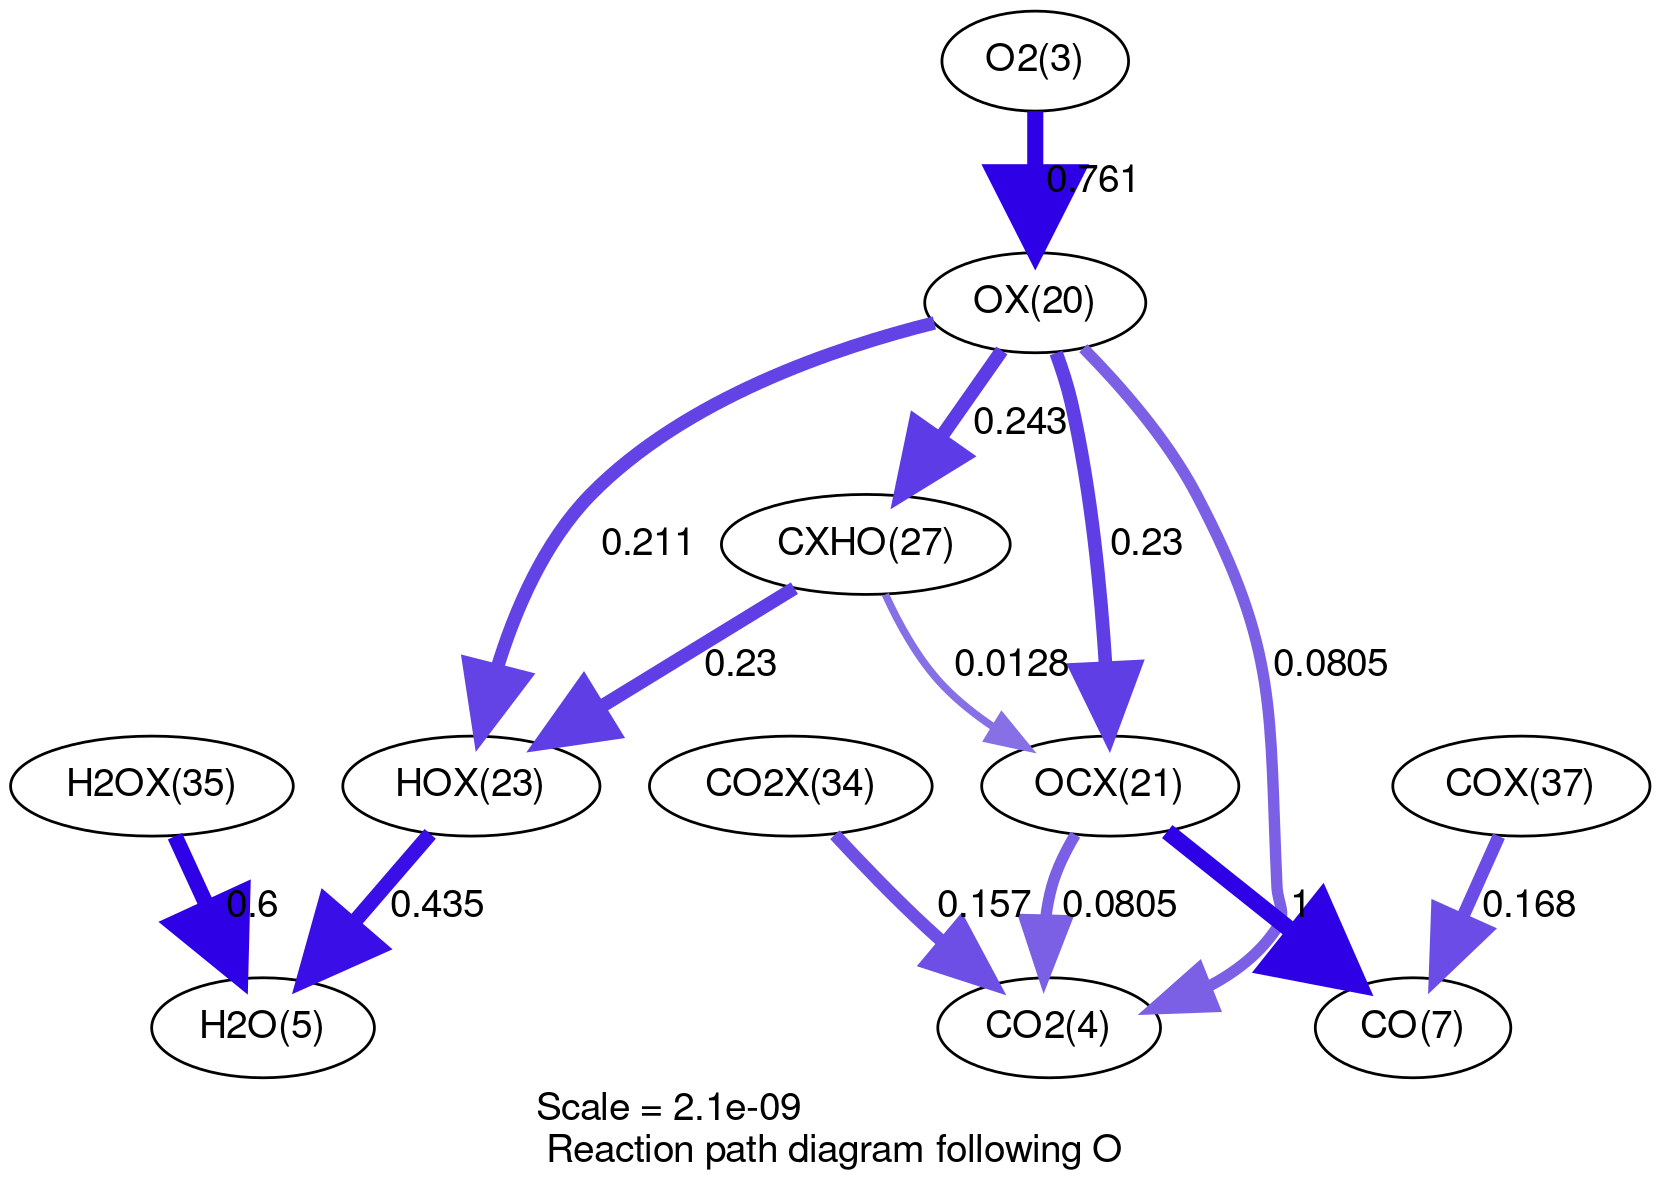 O2(3)
0.761
OX(20)
0.243
0.211
CXHO(27)
0.23
0.0805
0.23
0.0128
H2OX(35)
HOX(23)
CO2X(34)
OCX(21)
COX(37)
0.6
0.435
0.157
0.0805
1
0.168
H2O(5)
CO2(4)
CO(7)
Scale = 2.1e-09
Reaction path diagram following O